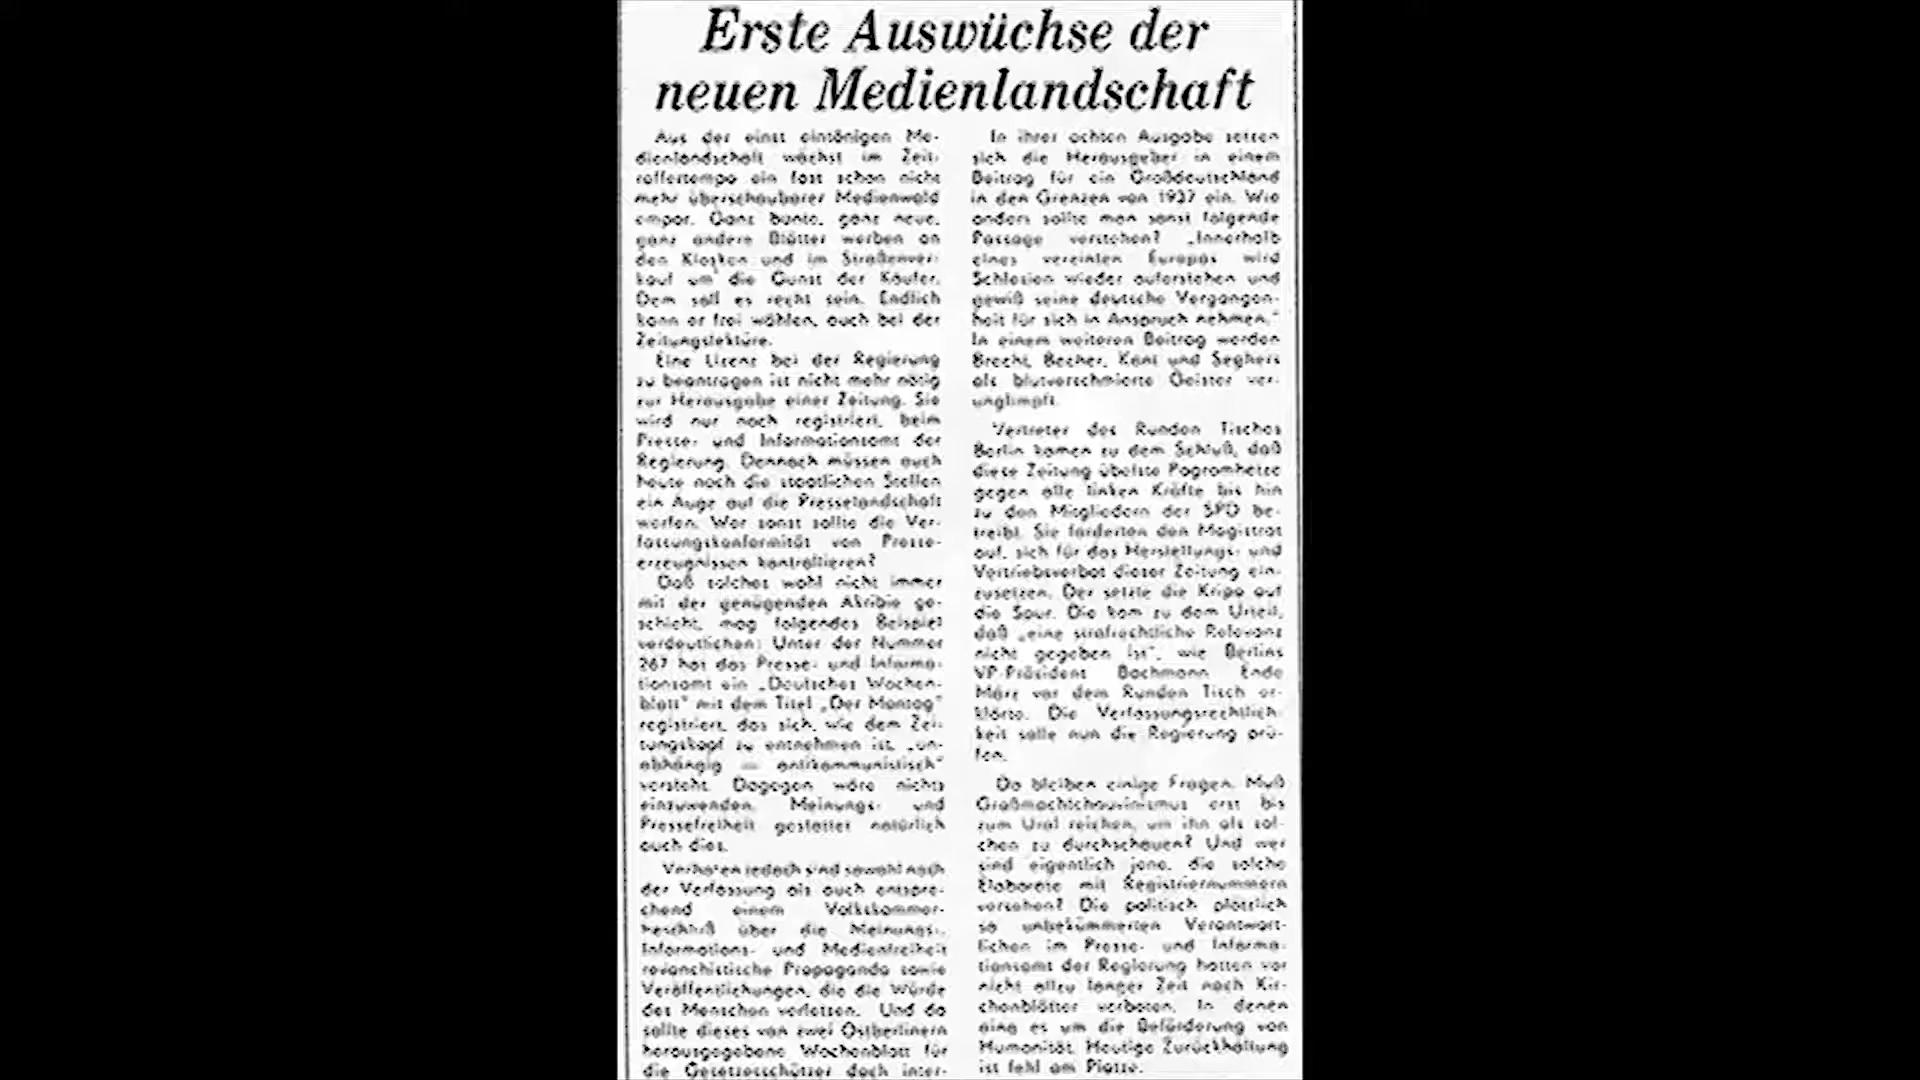 Erste Auswüchse der
neuen Medienlandschaft
Aus der einst eintönigen Me-
dienlandschaft wächst im Zeit-
raffertempo ein fast schon nicht
mehr überschaubarer Medienwald
empor. Ganz bunte, ganz neue,
ganz andere Blätter werben an
den Kiosken und im Straßenver-
kauf um die Gunst der Käufer.
Dem soll es recht sein. Endlich
kann er frei wählen, auch bei der
Zeitungslektüre.
Eine Lizenz bei der Regierung
zu beantragen ist nicht mehr nötig
zur Herausgabe einer Zeitung. Sie
wird nur noch registriert, beim
Presse- und Informationsamt der
Regierung. Dennoch müssen auch
heute noch die staatlichen Stellen
ein Auge auf die Presselandschaft
werfen. Wer sonst sollte die Ver-
fassungskonformität von Presse-
erzeugnissen kontrollieren?
Daß solches wohl nicht immer
mit der genügenden Akribie ge-
schieht, mag folgendes Beispiel
verdeutlichen: Unter der Nummer
267 hat das Presse- und Informa-
tionsamt ein „Deutsches Wochen-
blatt“ mit dem Titel „Der Montag“
registriert, das sich, wie dem Zei-
tungskopf zu entnehmen ist, „un-
abhängig — antikommunistisch“
versteht. Dagegen wäre nichts
einzuwenden. Meinungs- und
Pressefreiheit gestattet natürlich
auch dies.
Verboten jedoch sind sowohl nach
der Verfassung als auch entspre-
chend einem Volkskammer-
beschluß über die Meinungs-,
Informations- und Medienfreiheit
revanchistische Propaganda sowie
Veröffentlichungen, die die Würde
des Menschen verletzen. Und da
sollte dieses von zwei Ostberlinern
herausgegebene Wochenblatt für
die Gesetzesschützer doch inter-
In ihrer achten Ausgabe setzen
sich die Herausgeber in einem
Beitrag für ein Großdeutschland
in den Grenzen von 1937 ein. Wie
anders sollte man sonst folgende
Passage verstehen? „Innerhalb
eines vereinten Europas wird
Schlesien wieder auferstehen und
gewiß seine deutsche Vergangen-
heit für sich in Anspruch nehmen.“
In einem weiteren Beitrag werden
Brecht, Becher, Kant und Seghers
als blutverschmierte Geister ver-
unglimpft.
Vertreter des Runden Tisches
Berlin kamen zu dem Schluß, daß
diese Zeitung übelste Pogromhetze
gegen alle linken Kräfte bis hin
zu den Mitgliedern der SPD be-
treibt. Sie forderten den Magistrat
auf, sich für das Herstellungs- und
Vertriebsverbot dieser Zeitung ein-
zusetzen. Der setzte die Kripo auf
die Spur. Die kam zu dem Urteil,
daß „eine strafrechtliche Relevanz
nicht gegeben ist“, wie Berlins
VP-Präsident Bachmann Ende
März vor dem Runden Tisch er-
klärte. Die Verfassungsrechtlich-
keit solle nun die Regierung prü-
fen.
Da bleiben einige Fragen. Muß
Großmachtchauvinismus erst bis
zum Ural reichen, um ihn als sol-
chen zu durchschauen? Und wer
sind eigentlich jene, die solche
Elaborate mit Registriernummern
versehen? Die politisch plötzlich
so unbekümmerten Verantwort-
lichen im Presse- und Informa-
tionsamt der Regierung hatten vor
nicht allzu langer Zeit noch Kir-
chenblätter verboten. In denen
ging es um die Beförderung von
Humanität. Heutige Zurückhaltung
ist fehl am Platze.